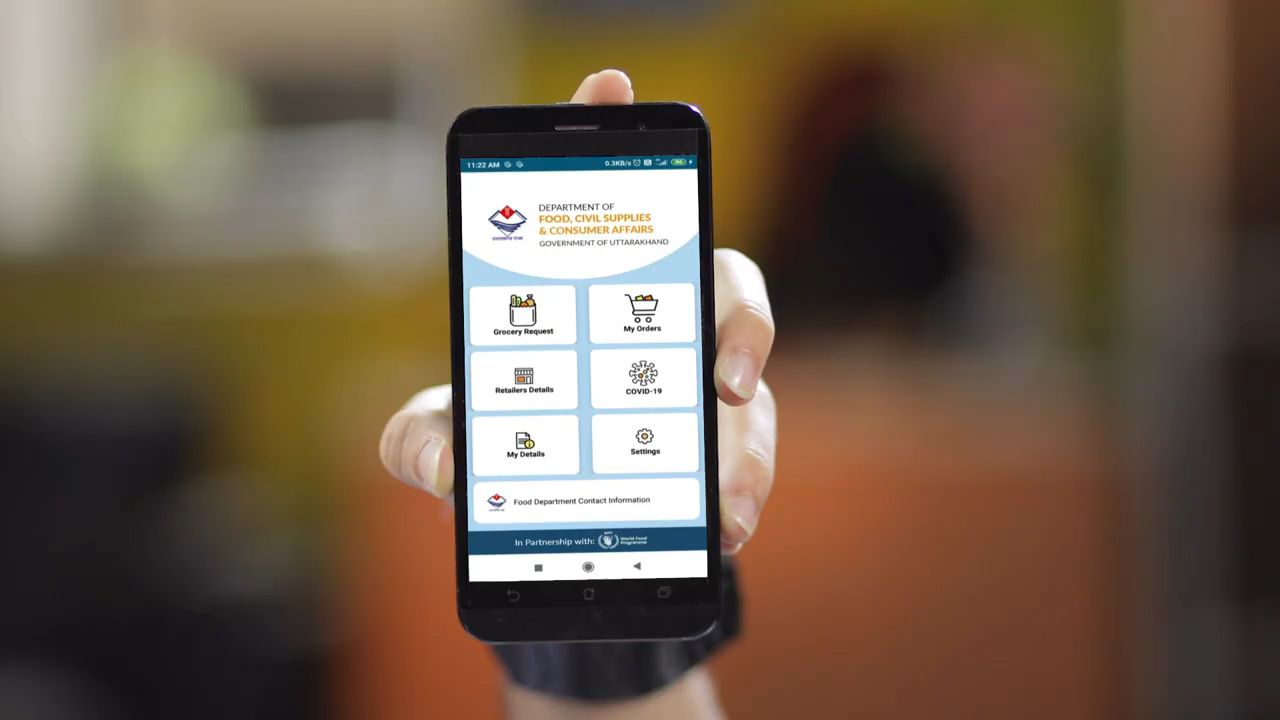 11:22 AM
0.3KB/s
DEPARTMENT OF
FOOD, CIVIL SUPPLIES
& CONSUMER AFFAIRS
GOVERNMENT OF UTTARAKHAND
Grocery Request
My Orders
Retailers Details
COVID-19
My Details
Settings
Food Department Contact Information
In Partnership with:
World Food
Programme